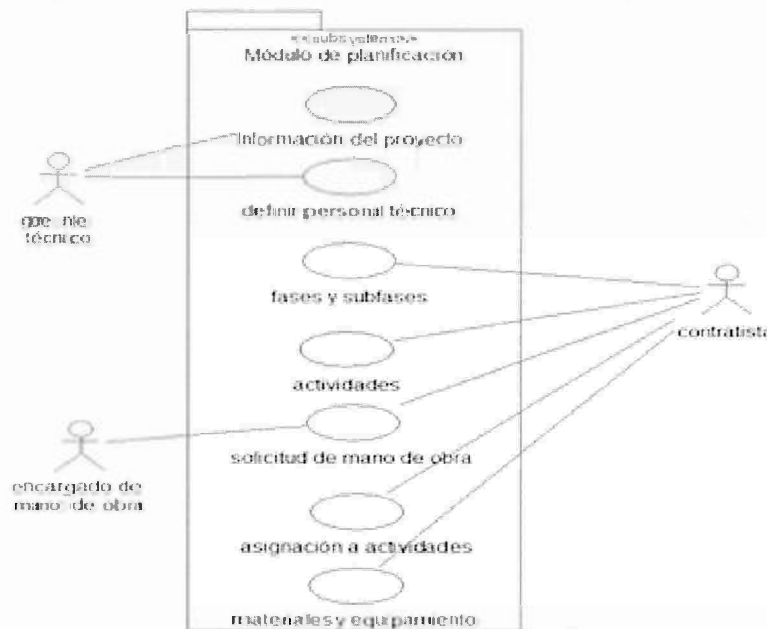 <<subsystem>>
Módulo de planificación
Información del proyecto
definir personal técnico
técnico
fases y subfases
contratista
actividades
solicitud de mano de obra
encargado de
mano de obra
asignación a actividades
materiales y equipamiento